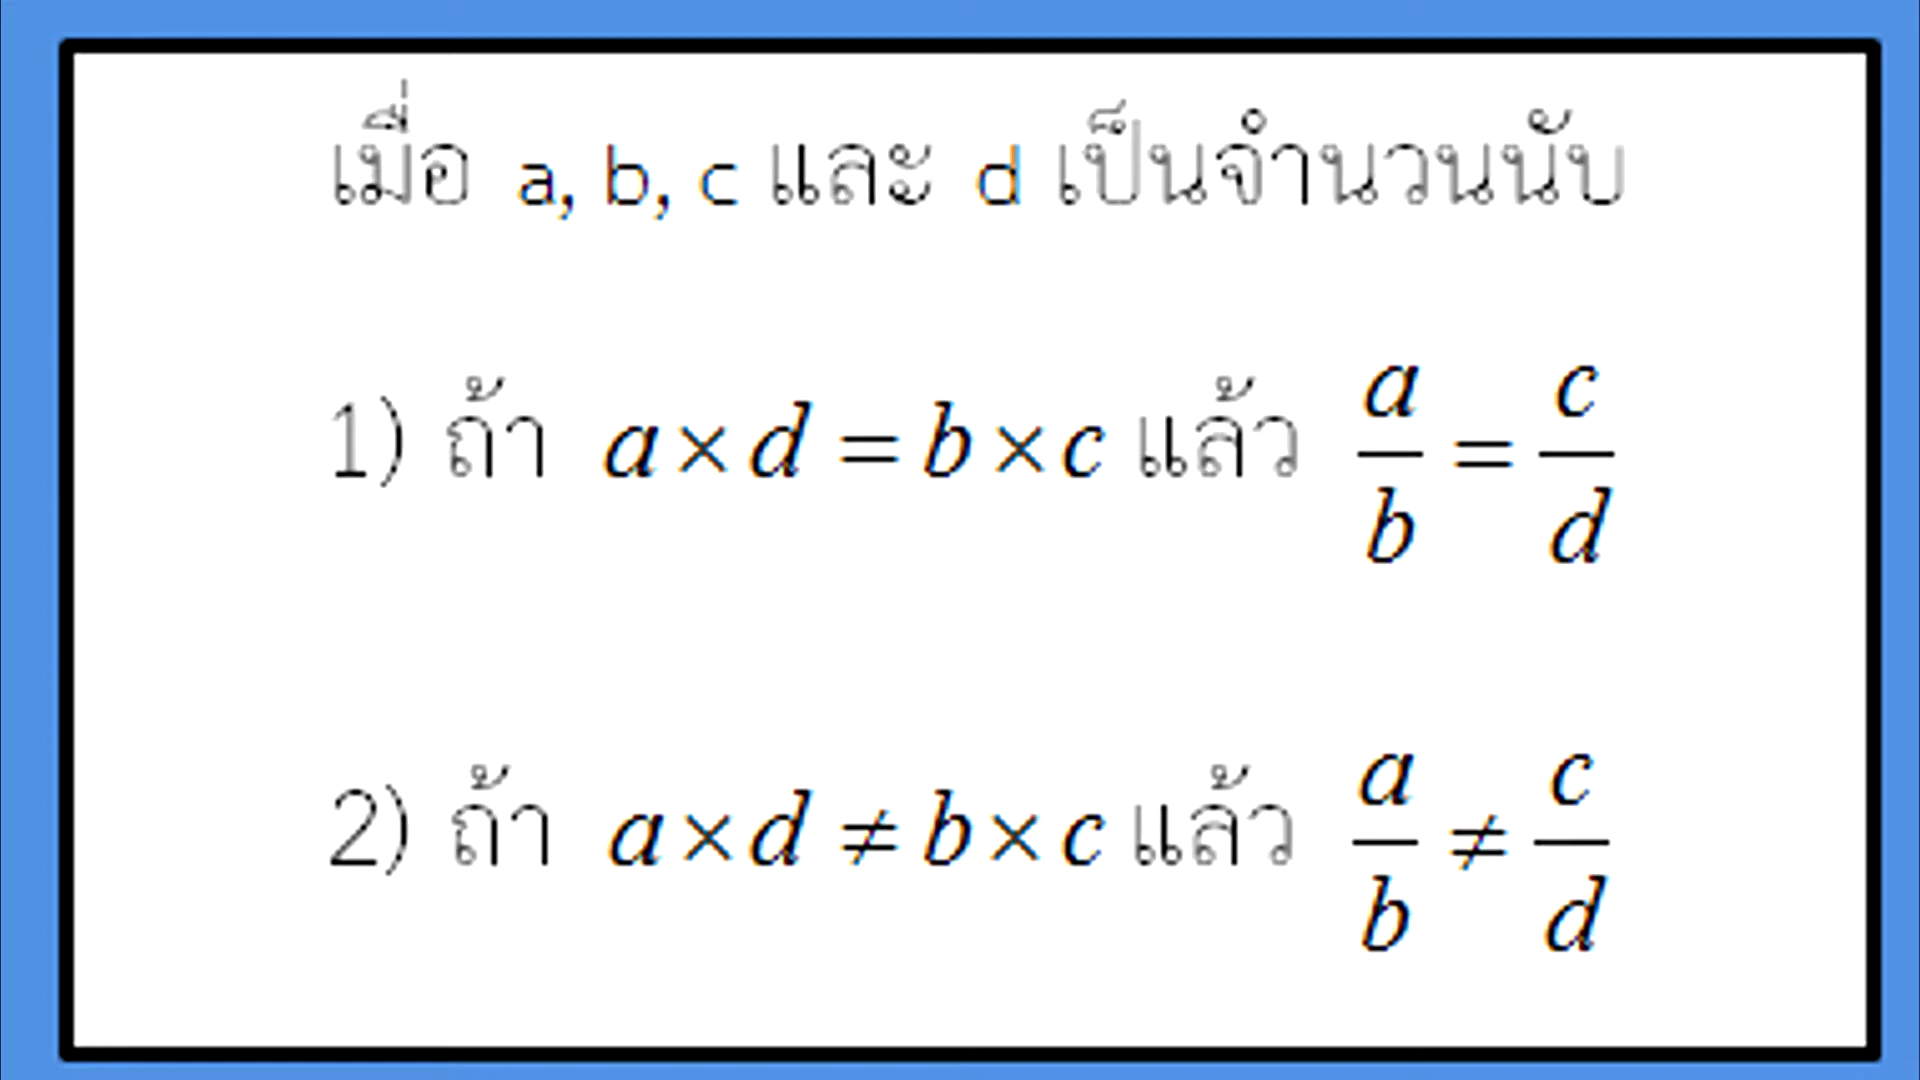 เมื่อ a, b, c และ d เป็นจำนวนนับ
1) ถ้า a × d = b × c แล้ว a/b = c/d
2) ถ้า a × d ≠ b × c แล้ว a/b ≠ c/d